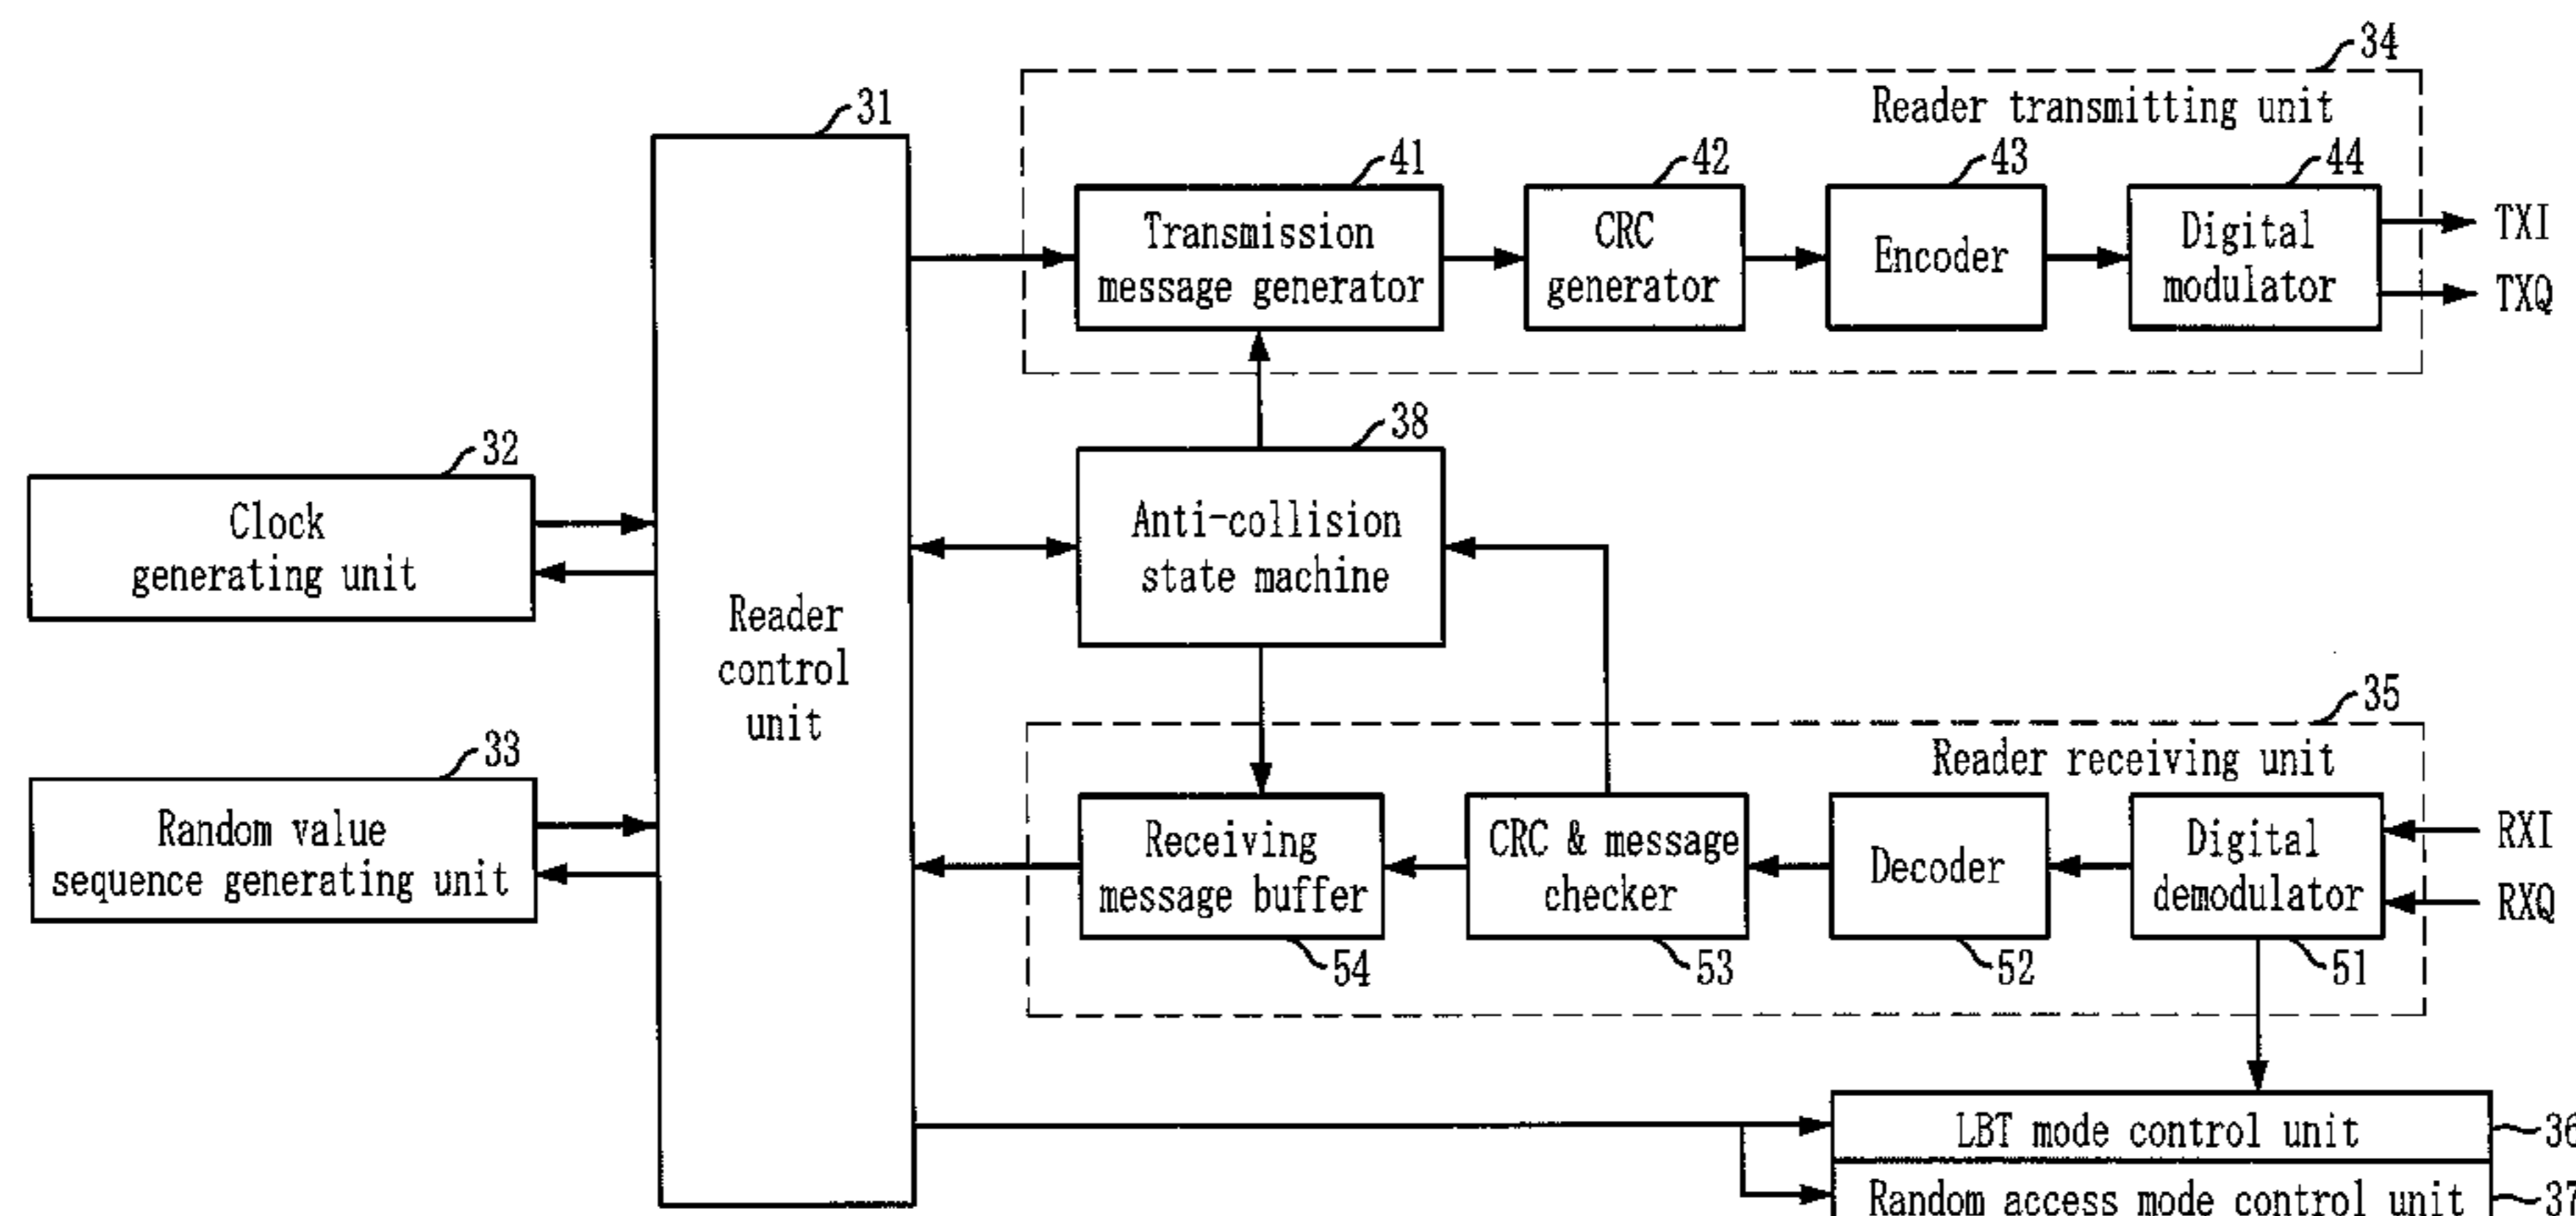 34
Reader transmitting unit
31
41
42
43
44
Transmission
message generator
CRC
generator
Encoder
Digital
modulator
TXI
TXQ
38
32
Clock
generating unit
Anti-collision
state machine
Reader
control
unit
35
Reader receiving unit
33
Random value
sequence generating unit
Receiving
message buffer
CRC & message
checker
Decoder
Digital
demodulator
RXI
RXQ
54
53
52
51
LBT mode control unit
36
Random access mode control unit
37